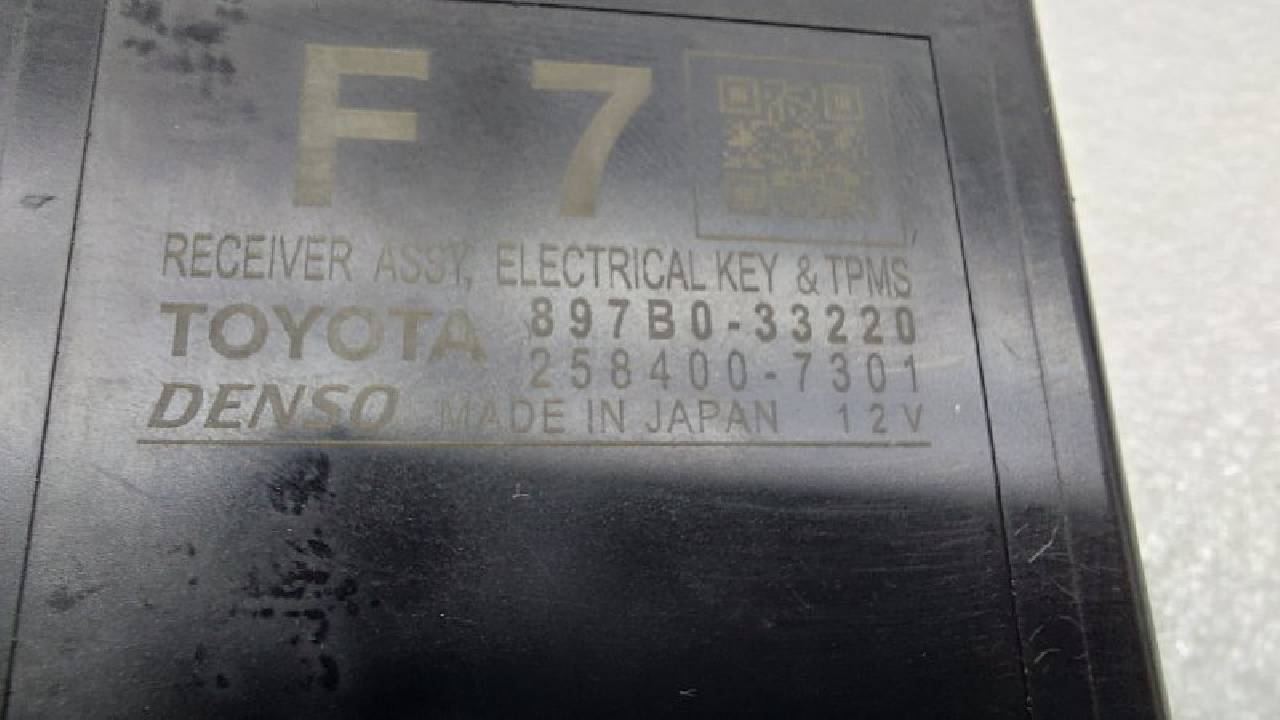 F 7
RECEIVER ASSY, ELECTRICAL KEY & TPMS
TOYOTA 897B0-33220
258400-7301
DENSO MADE IN JAPAN 12V